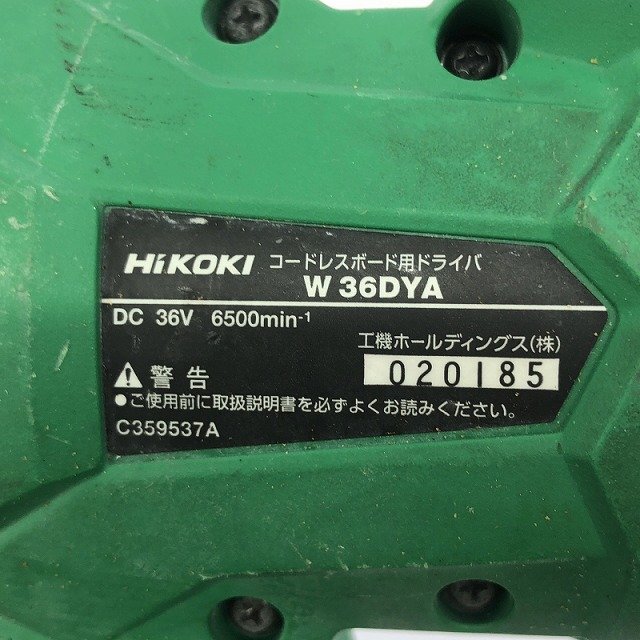 HiKOKI コードレスボード用ドライバ
W 36DYA
DC 36V 6500min⁻¹
工機ホールディングス(株)
020185
⚠ 警告
●ご使用前に取扱説明書を必ずよくお読みください。
C359537A